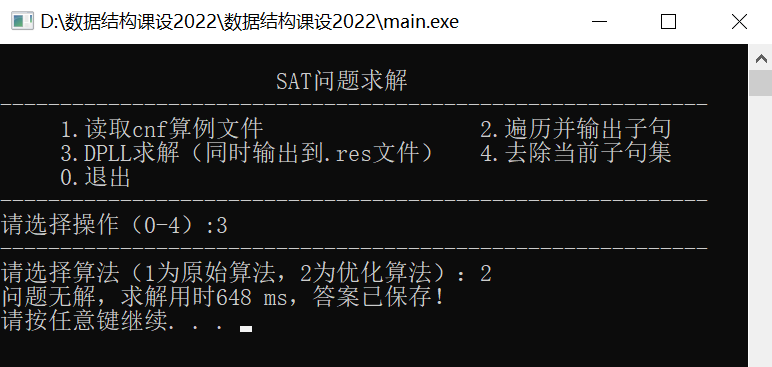 D:\数据结构课设2022\数据结构课设2022\main.exe
SAT问题求解
------------------------------------------------------------
1.读取cnf算例文件 2.遍历并输出子句
3.DPLL求解（同时输出到.res文件） 4.去除当前子句集
0.退出
------------------------------------------------------------
请选择操作（0-4）:3
------------------------------------------------------------
请选择算法（1为原始算法，2为优化算法）：2
问题无解，求解用时648 ms，答案已保存！
请按任意键继续. . .